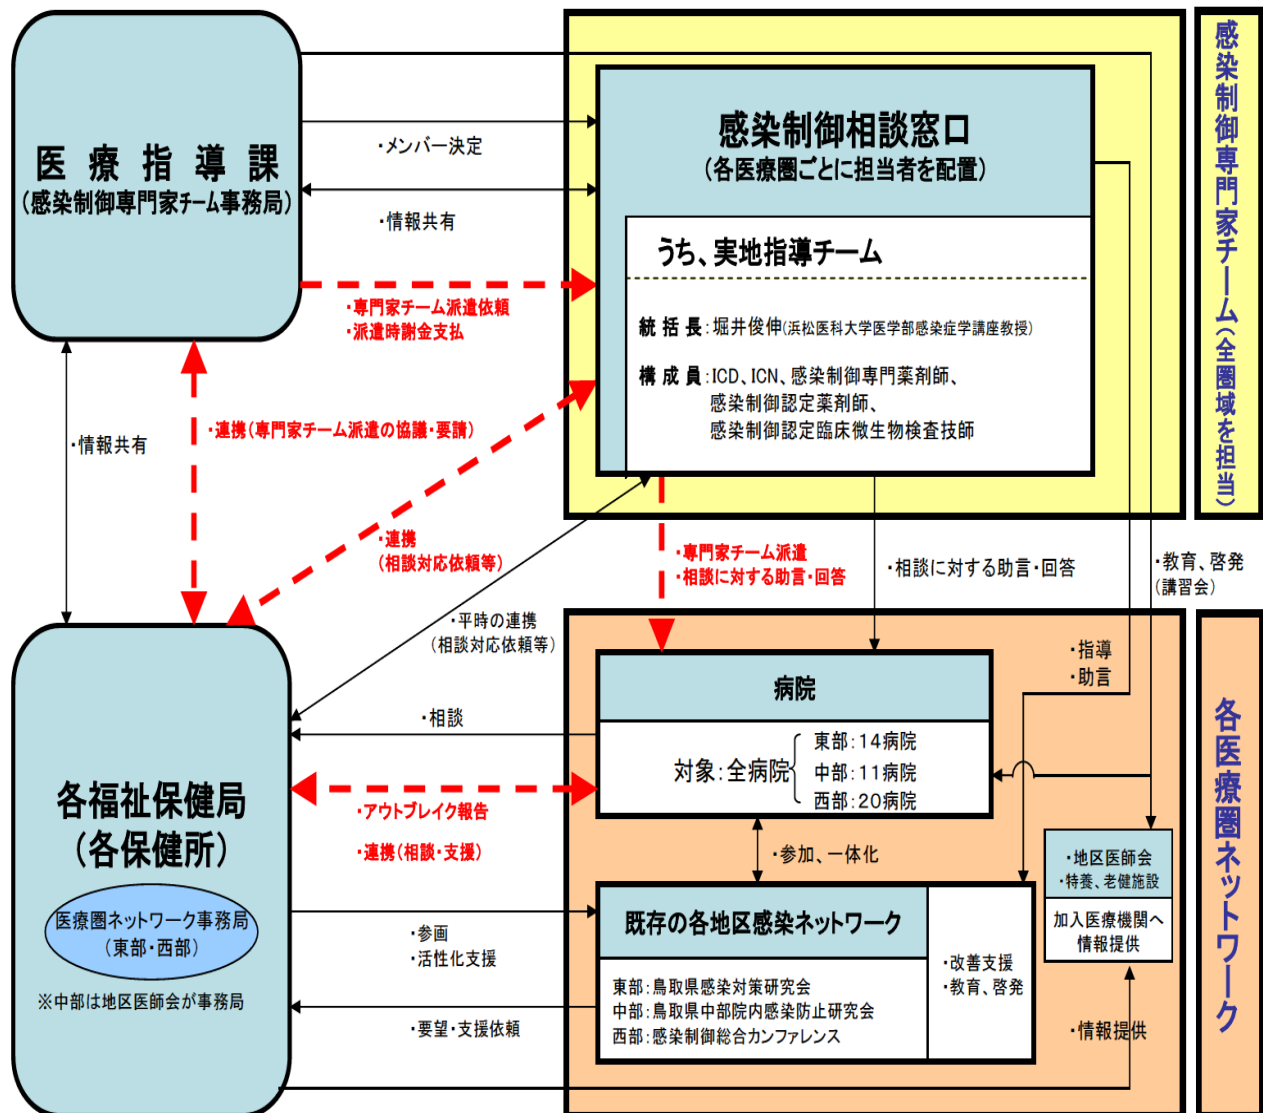 医療指導課
(感染制御専門家チーム事務局)
・メンバー決定
・情報共有
・専門家チーム派遣依頼
・派遣時謝金支払
感染制御相談窓口
(各医療圏ごとに担当者を配置)
うち、実地指導チーム
統括長:堀井俊伸(浜松医科大学医学部感染症学講座教授)
構成員:ICD、ICN、感染制御専門薬剤師、
感染制御認定薬剤師、
感染制御認定臨床微生物検査技師
感染制御専門家チーム(全圏域を担当)
・情報共有
・連携(専門家チーム派遣の協議・要請)
・連携
(相談対応依頼等)
・平時の連携
(相談対応依頼等)
・専門家チーム派遣
・相談に対する助言・回答
・相談に対する助言・回答
・教育、啓発
(講習会)
・指導
・助言
各福祉保健局
(各保健所)
医療圏ネットワーク事務局
(東部・西部)
※中部は地区医師会が事務局
・相談
・アウトブレイク報告
・連携(相談・支援)
・参画
・活性化支援
・要望・支援依頼
病院
対象:全病院
東部:14病院
中部:11病院
西部:20病院
・参加、一体化
既存の各地区感染ネットワーク
東部:鳥取県感染対策研究会
中部:鳥取県中部院内感染防止研究会
西部:感染制御総合カンファレンス
・改善支援
・教育、啓発
・地区医師会
・特養、老健施設
加入医療機関へ
情報提供
・情報提供
各医療圏ネットワーク